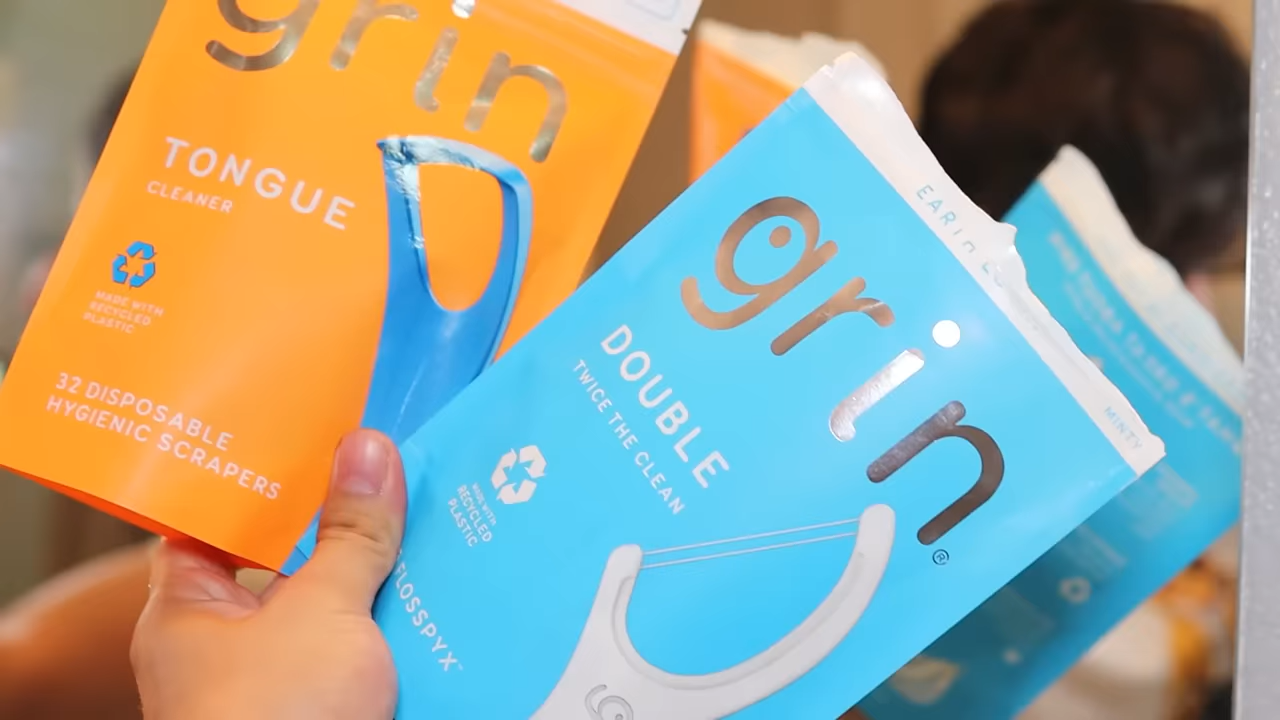 grin
TONGUE
CLEANER
MADE WITH
RECYCLED
PLASTIC
32 DISPOSABLE
HYGIENIC SCRAPERS
grin®
DOUBLE
TWICE THE CLEAN
MADE WITH
RECYCLED
PLASTIC
FLOSSPYX™
MINTY